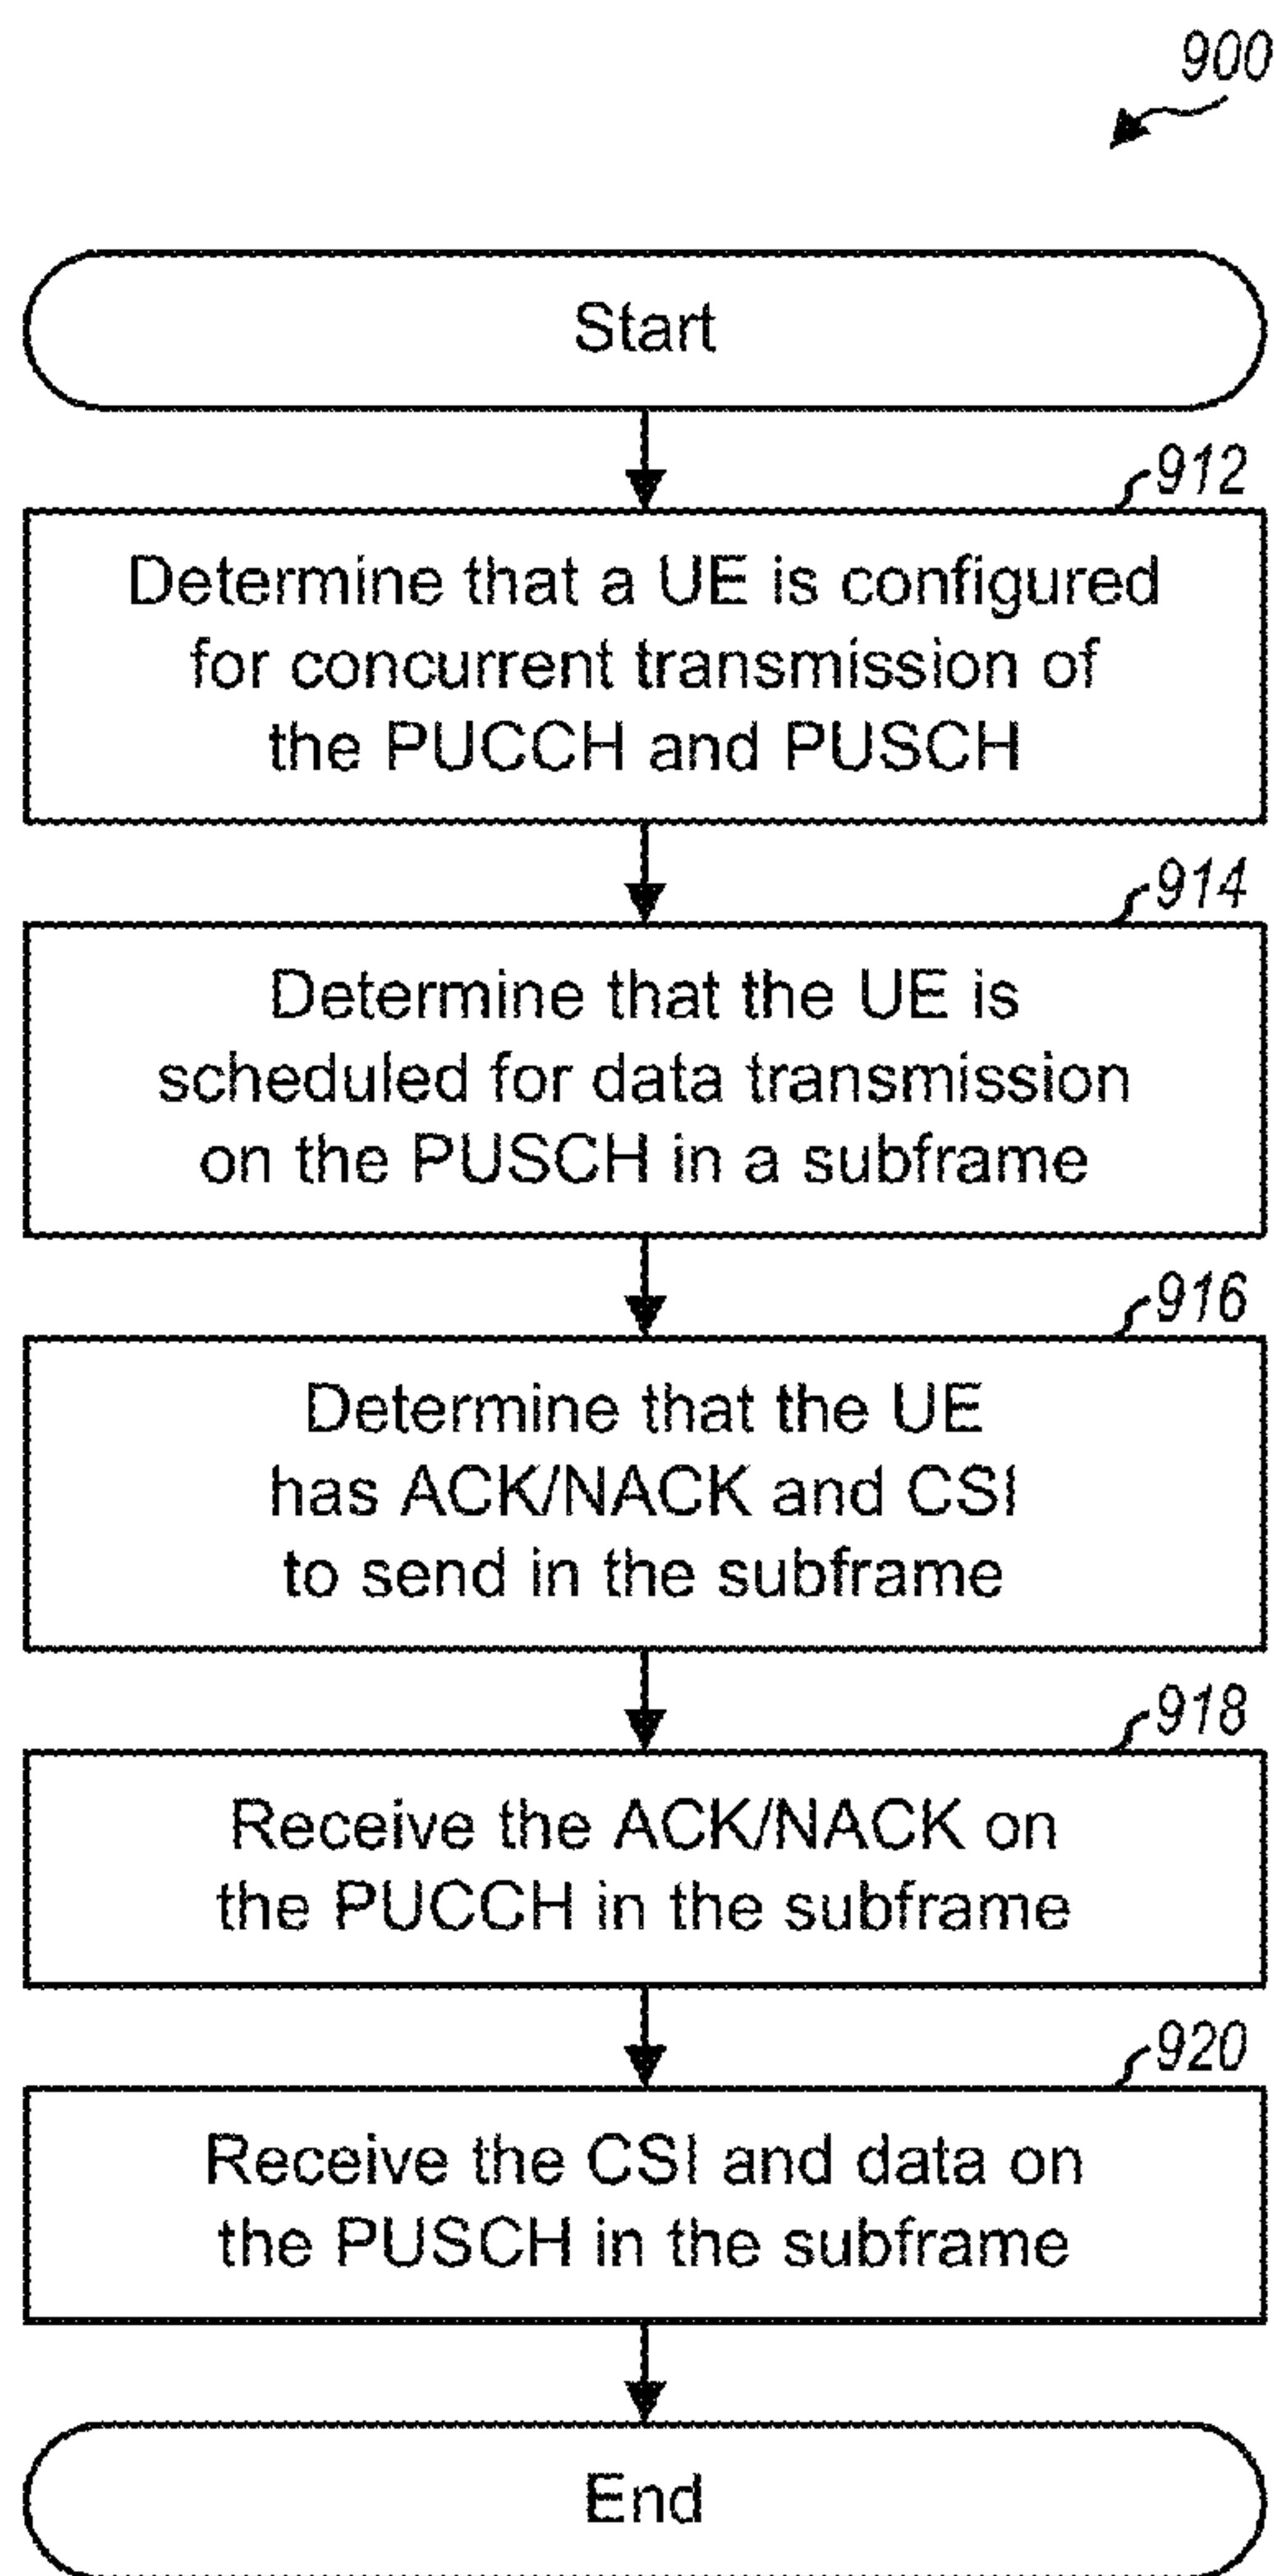 900
Start
912
Determine that a UE is configured
for concurrent transmission of
the PUCCH and PUSCH
914
Determine that the UE is
scheduled for data transmission
on the PUSCH in a subframe
916
Determine that the UE
has ACK/NACK and CSI
to send in the subframe
918
Receive the ACK/NACK on
the PUCCH in the subframe
920
Receive the CSI and data on
the PUSCH in the subframe
End